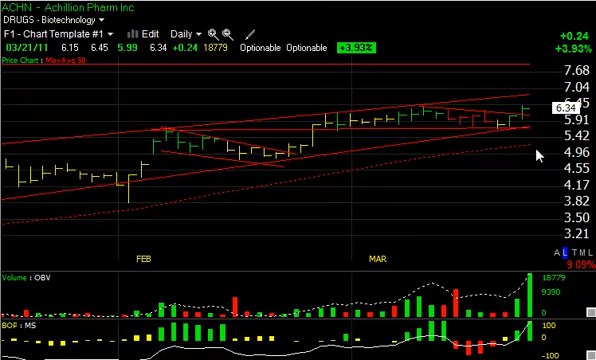 ACHN - Achillion Pharm Inc
DRUGS - Biotechnology
F1 - Chart Template #1 Edit Daily
+0.24
+3.93%
03/21/11 6.15 6.45 5.99 6.34 +0.24 18779 Optionable Optionable +3.93%
Price Chart : MovAvg 50
7.68
7.04
6.45
6.34
5.91
5.42
4.96
4.55
4.17
3.82
3.50
3.21
FEB MAR
A L T M L
9.09%
Volume : OBV
18779
9390
0
BOP : MS
100
0
-100